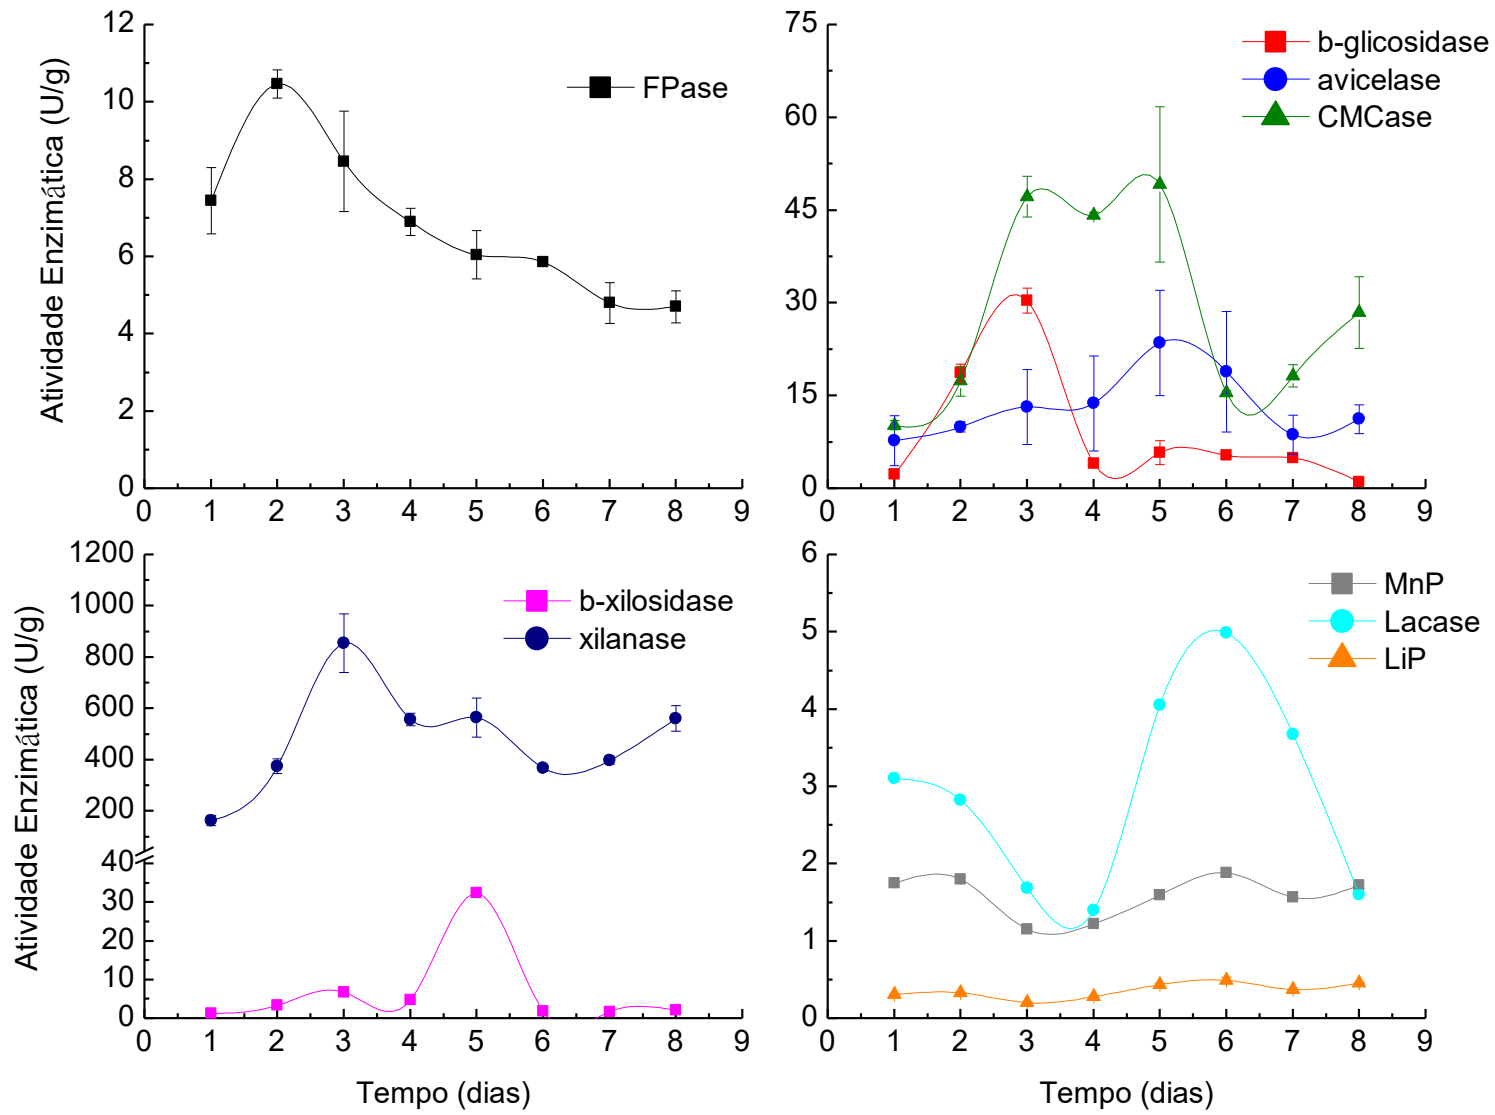 12
10
8
6
4
2
0
Atividade Enzimática (U/g)
FPase
0 1 2 3 4 5 6 7 8 9
75
60
45
30
15
0
b-glicosidase
avicelase
CMCase
0 1 2 3 4 5 6 7 8 9
1200
1000
800
600
400
200
40
30
20
10
0
Atividade Enzimática (U/g)
b-xilosidase
xilanase
0 1 2 3 4 5 6 7 8 9
Tempo (dias)
6
5
4
3
2
1
0
MnP
Lacase
LiP
0 1 2 3 4 5 6 7 8 9
Tempo (dias)